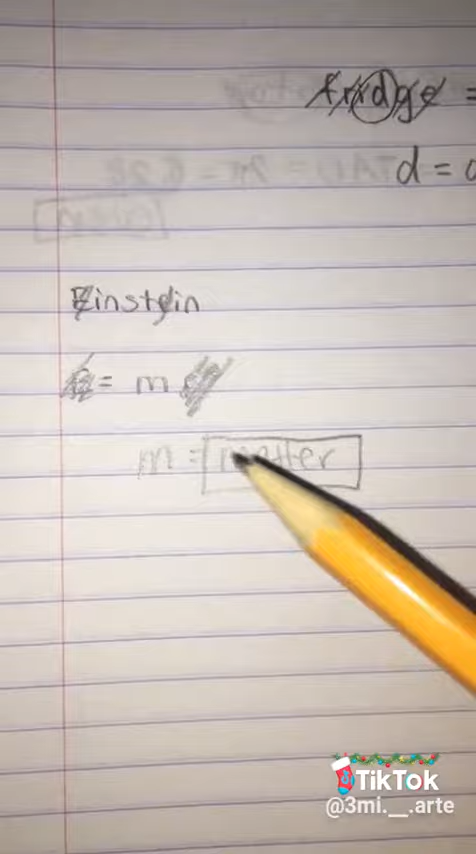 fridge =
d =
Einstein
= m
m = matter
TikTok
@3mi.__.arte